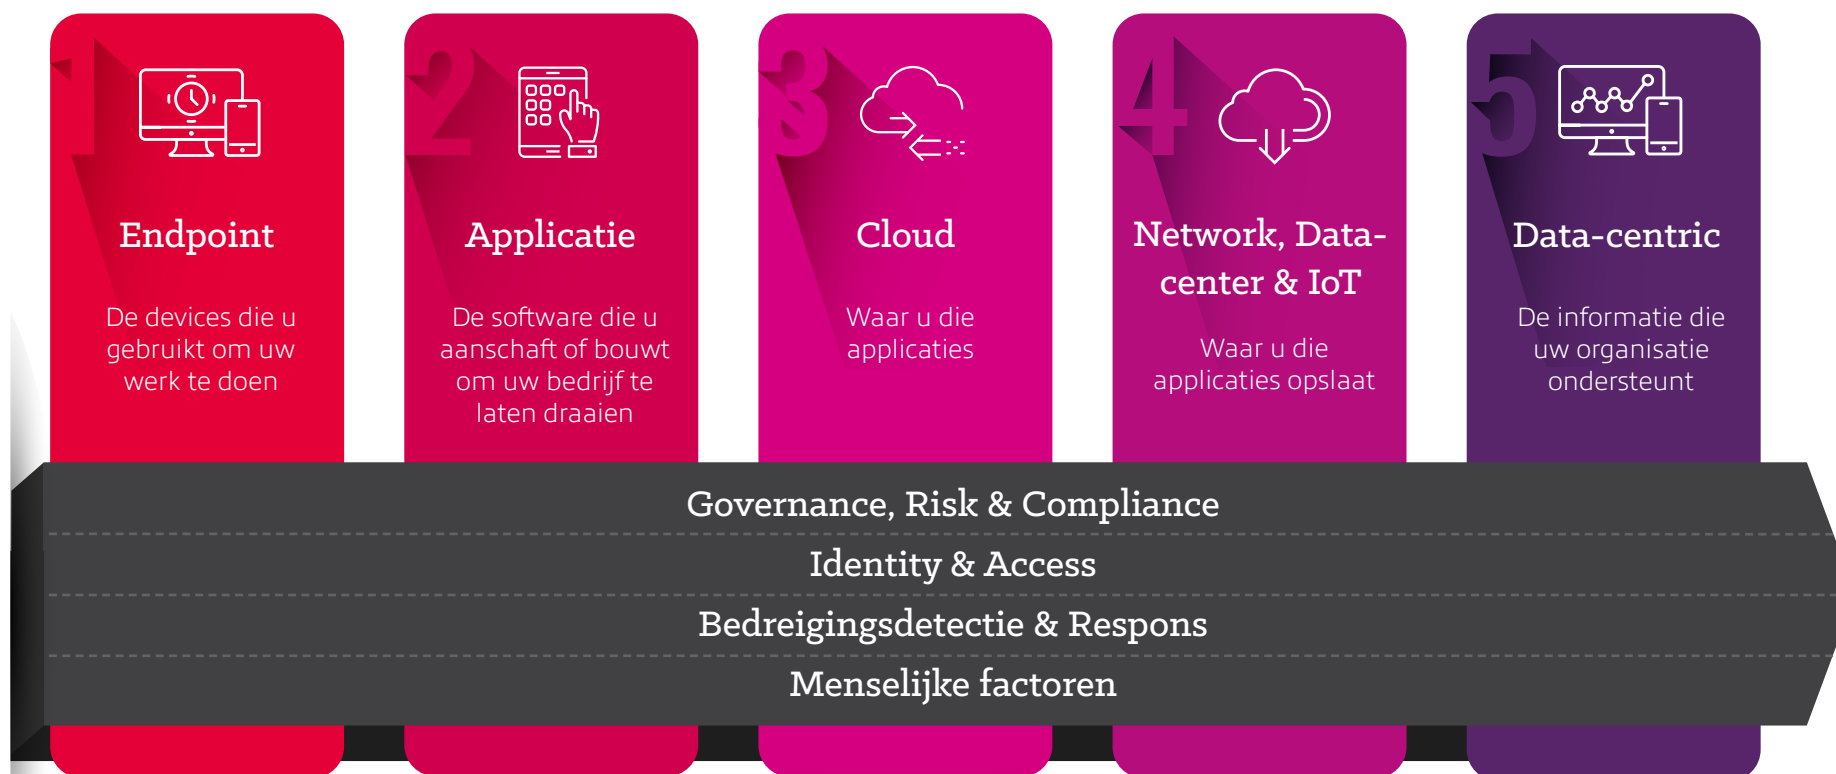 1
Endpoint
De devices die u
gebruikt om uw
werk te doen
2
Applicatie
De software die u
aanschaft of bouwt
om uw bedrijf te
laten draaien
3
Cloud
Waar u die
applicaties
4
Network, Data-
center & IoT
Waar u die
applicaties opslaat
5
Data-centric
De informatie die
uw organisatie
ondersteunt
Governance, Risk & Compliance
Identity & Access
Bedreigingsdetectie & Respons
Menselijke factoren